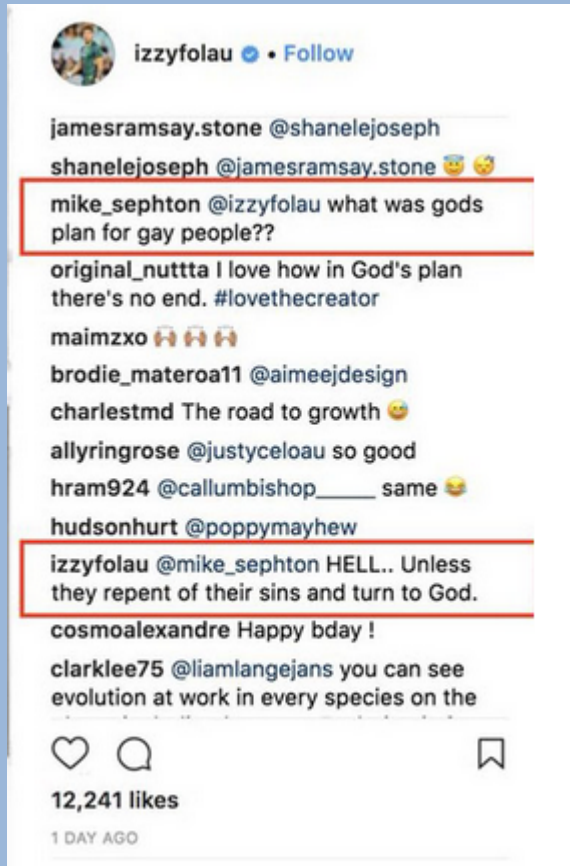 izzyfolau • Follow
jamesramsay.stone @shanelejoseph
shanelejoseph @jamesramsay.stone 😇 😴
mike_sephton @izzyfolau what was gods
plan for gay people??
original_nuttta I love how in God's plan
there's no end. #lovethecreator
maimzxo 🙌🏽 🙌🏽 🙌🏽
brodie_materoa11 @aimeejdesign
charlestmd The road to growth 😅
allyringrose @justyceloau so good
hram924 @callumbishop_____ same 😂
hudsonhurt @poppymayhew
izzyfolau @mike_sephton HELL.. Unless
they repent of their sins and turn to God.
cosmoalexandre Happy bday !
clarklee75 @liamlangejans you can see
evolution at work in every species on the
12,241 likes
1 DAY AGO